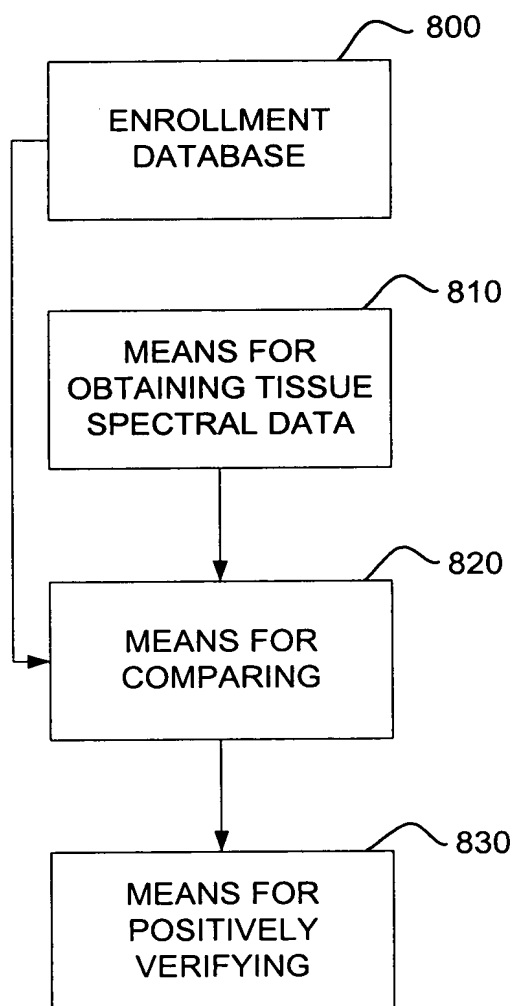 800
ENROLLMENT
DATABASE
810
MEANS FOR
OBTAINING TISSUE
SPECTRAL DATA
820
MEANS FOR
COMPARING
830
MEANS FOR
POSITIVELY
VERIFYING